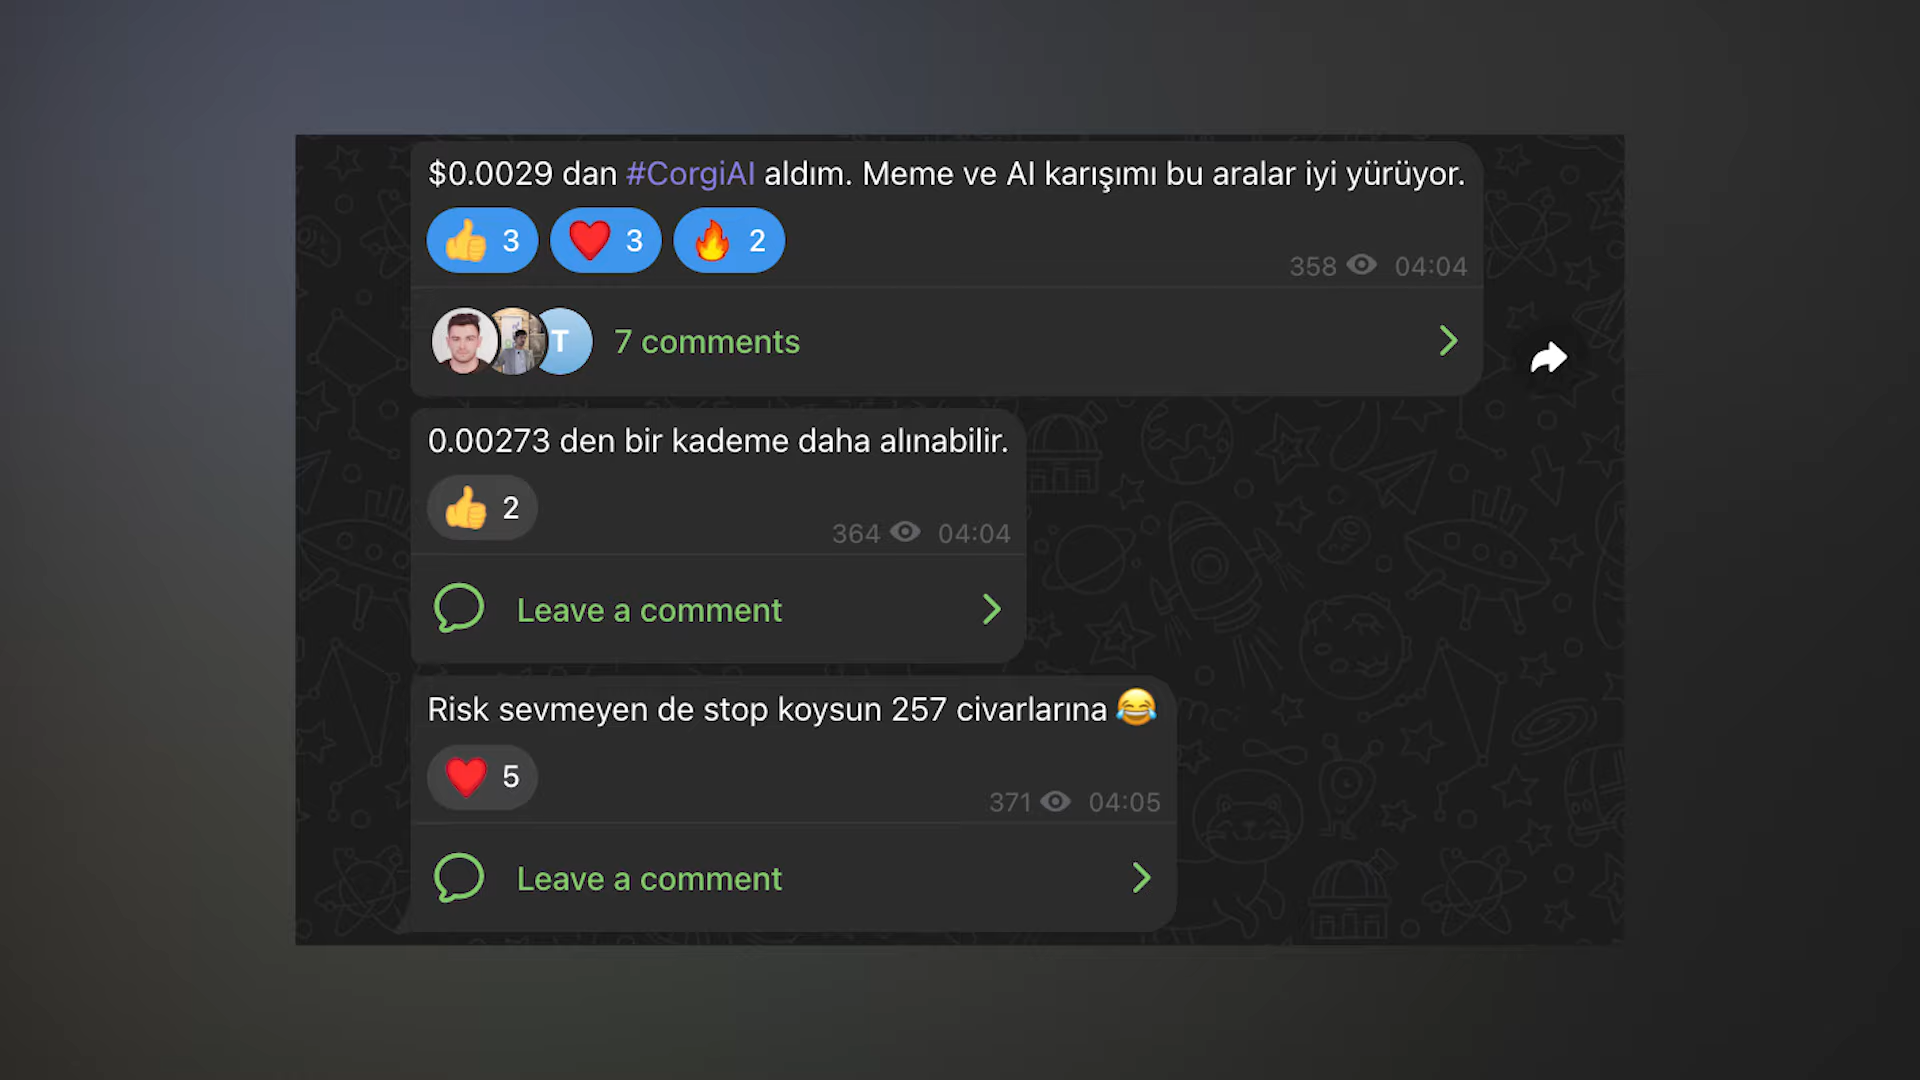 $0.0029 dan #CorgiAI aldım. Meme ve AI karışımı bu aralar iyi yürüyor.
👍 3 ❤️ 3 🔥 2
358 04:04
T 7 comments
0.00273 den bir kademe daha alınabilir.
👍 2
364 04:04
Leave a comment
Risk sevmeyen de stop koysun 257 civarlarına 😂
❤️ 5
371 04:05
Leave a comment